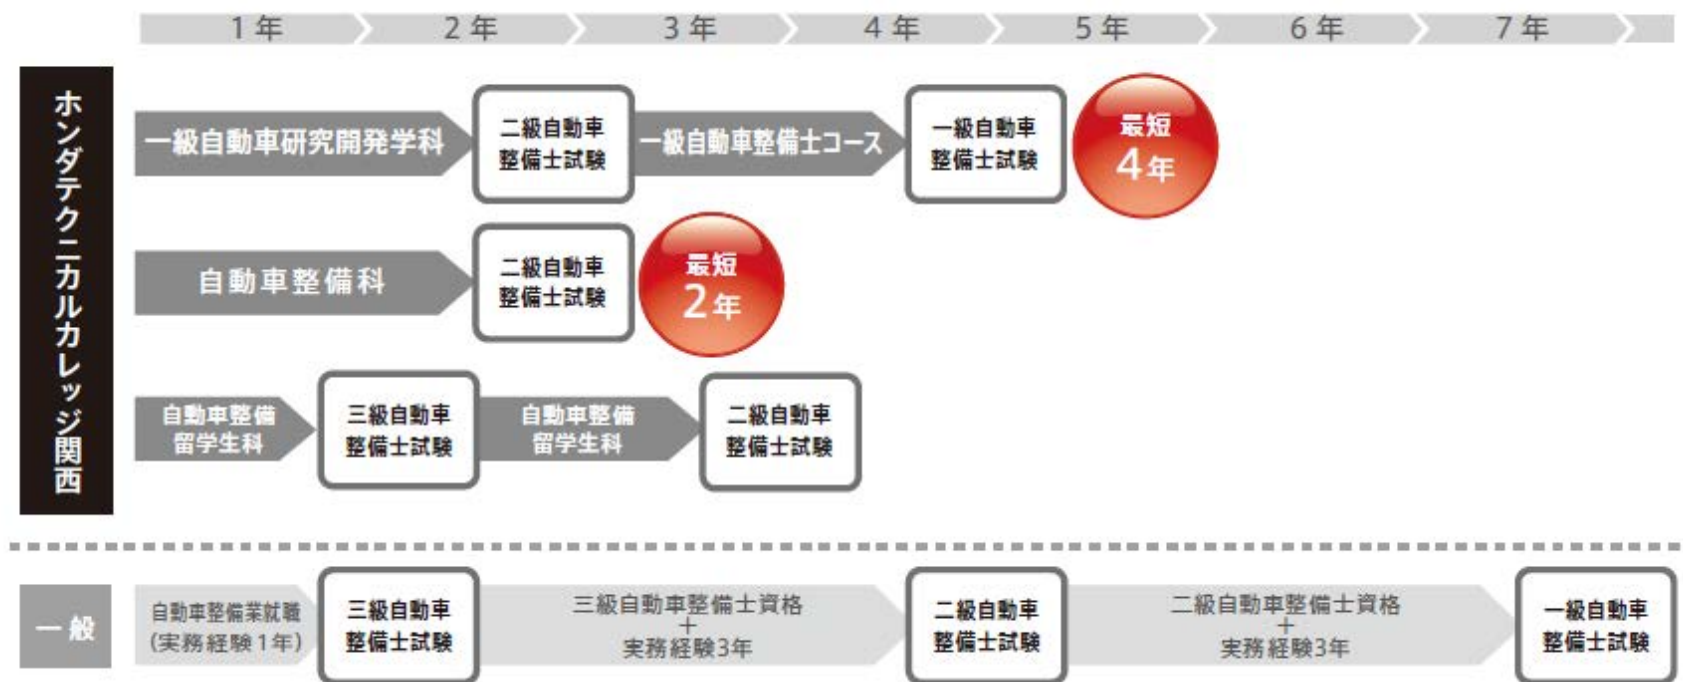 1年
2年
3年
4年
5年
6年
7年
ホンダテクニカルカレッジ関西
一級自動車研究開発学科
二級自動車
整備士試験
一級自動車整備士コース
一級自動車
整備士試験
最短
4年
自動車整備科
二級自動車
整備士試験
最短
2年
自動車整備
留学生科
三級自動車
整備士試験
自動車整備
留学生科
二級自動車
整備士試験
一般
自動車整備業就職
(実務経験1年)
三級自動車
整備士試験
三級自動車整備士資格
+
実務経験3年
二級自動車
整備士試験
二級自動車整備士資格
+
実務経験3年
一級自動車
整備士試験